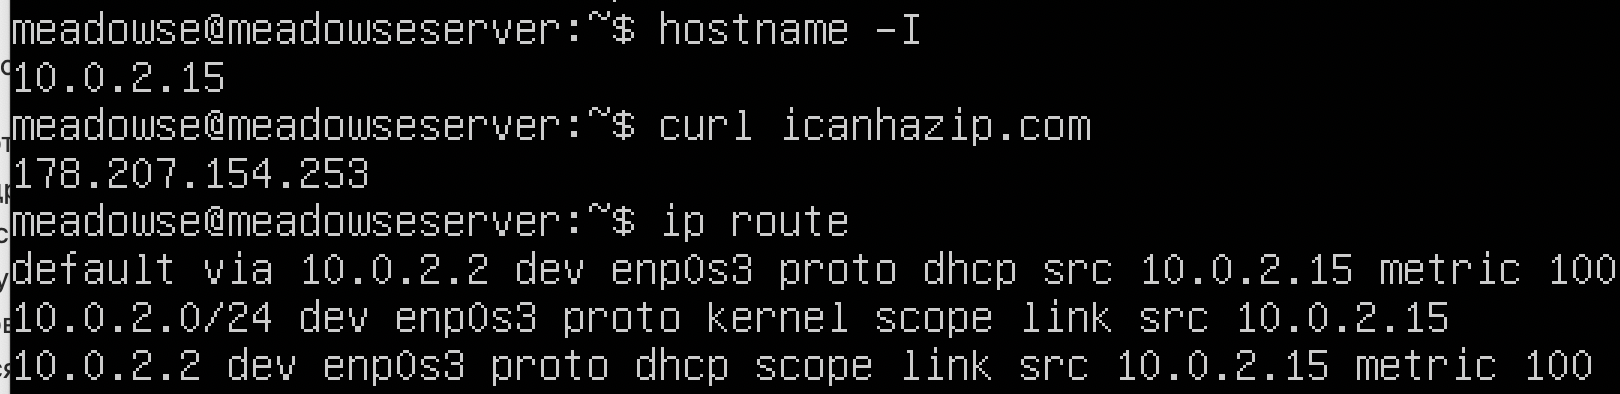 meadowse@meadowseserver:~$ hostname -I
10.0.2.15
meadowse@meadowseserver:~$ curl icanhazip.com
178.207.154.253
meadowse@meadowseserver:~$ ip route
default via 10.0.2.2 dev enp0s3 proto dhcp src 10.0.2.15 metric 100
10.0.2.0/24 dev enp0s3 proto kernel scope link src 10.0.2.15
10.0.2.2 dev enp0s3 proto dhcp scope link src 10.0.2.15 metric 100